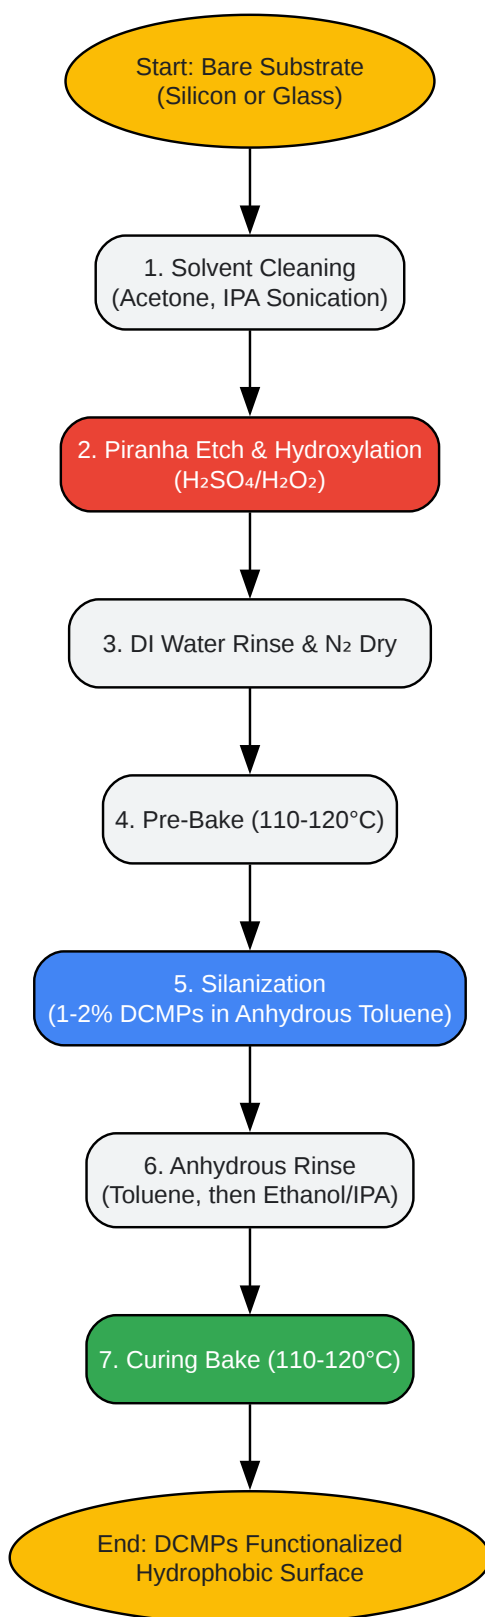 Start: Bare Substrate
(Silicon or Glass)
1. Solvent Cleaning
(Acetone, IPA Sonication)
2. Piranha Etch & Hydroxylation
(H₂SO₄/H₂O₂)
3. DI Water Rinse & N₂ Dry
4. Pre-Bake (110-120°C)
5. Silanization
(1-2% DCMPs in Anhydrous Toluene)
6. Anhydrous Rinse
(Toluene, then Ethanol/IPA)
7. Curing Bake (110-120°C)
End: DCMPs Functionalized
Hydrophobic Surface